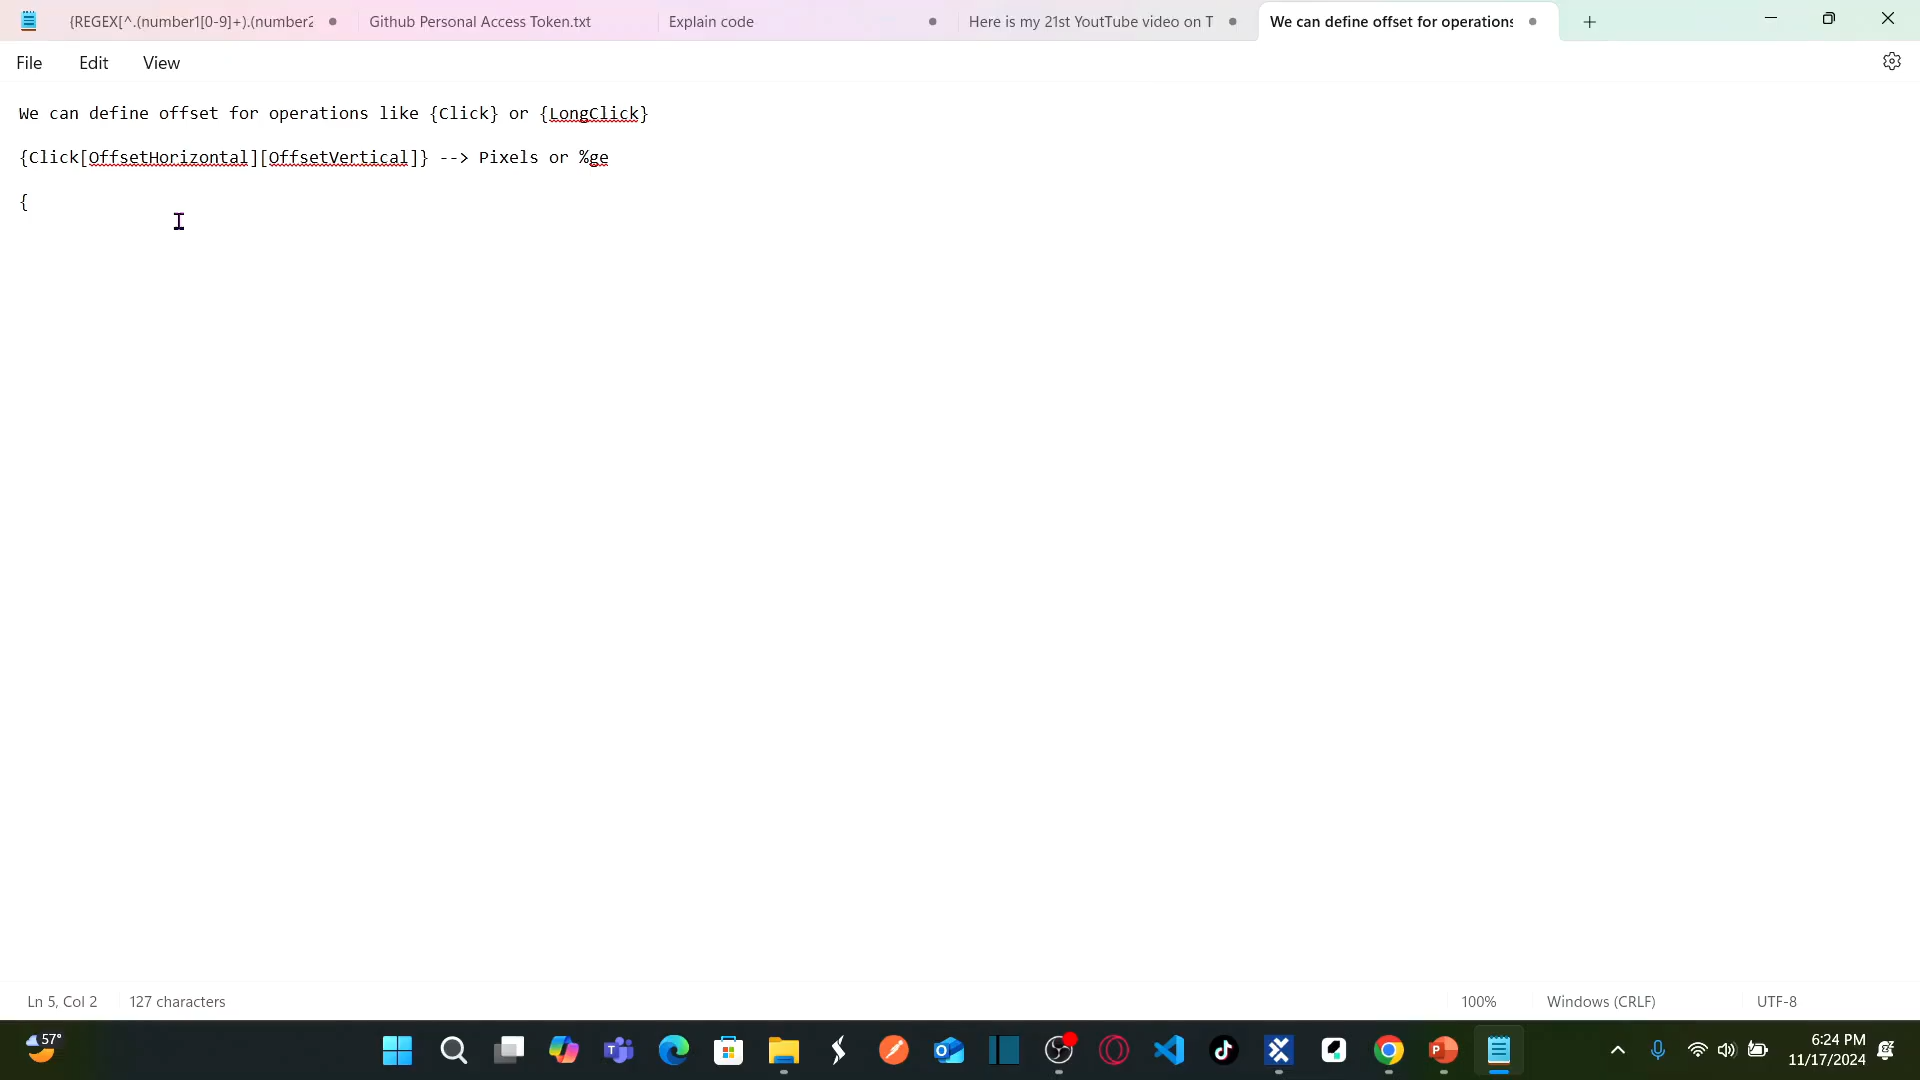 {REGEX[^.(number1[0-9]+).(number2
Github Personal Access Token.txt
Explain code
Here is my 21st YoutTube video on T
We can define offset for operations
File
Edit
View
We can define offset for operations like {Click} or {LongClick}
{Click[OffsetHorizontal][OffsetVertical]} --> Pixels or %ge
{
Ln 5, Col 2
127 characters
100%
Windows (CRLF)
UTF-8
57°
6:24 PM
11/17/2024